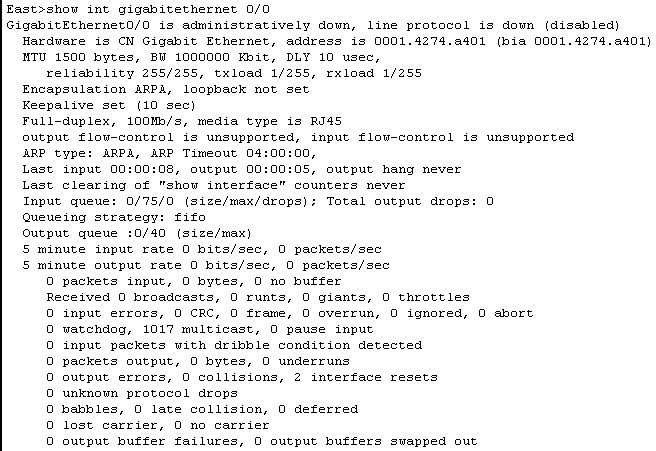 East>show int gigabitethernet 0/0
GigabitEthernet0/0 is administratively down, line protocol is down (disabled)
Hardware is CN Gigabit Ethernet, address is 0001.4274.a401 (bia 0001.4274.a401)
MTU 1500 bytes, BW 1000000 Kbit, DLY 10 usec,
reliability 255/255, txload 1/255, rxload 1/255
Encapsulation ARPA, loopback not set
Keepalive set (10 sec)
Full-duplex, 100Mb/s, media type is RJ45
output flow-control is unsupported, input flow-control is unsupported
ARP type: ARPA, ARP Timeout 04:00:00,
Last input 00:00:08, output 00:00:05, output hang never
Last clearing of "show interface" counters never
Input queue: 0/75/0 (size/max/drops); Total output drops: 0
Queueing strategy: fifo
Output queue :0/40 (size/max)
5 minute input rate 0 bits/sec, 0 packets/sec
5 minute output rate 0 bits/sec, 0 packets/sec
0 packets input, 0 bytes, 0 no buffer
Received 0 broadcasts, 0 runts, 0 giants, 0 throttles
0 input errors, 0 CRC, 0 frame, 0 overrun, 0 ignored, 0 abort
0 watchdog, 1017 multicast, 0 pause input
0 input packets with dribble condition detected
0 packets output, 0 bytes, 0 underruns
0 output errors, 0 collisions, 2 interface resets
0 unknown protocol drops
0 babbles, 0 late collision, 0 deferred
0 lost carrier, 0 no carrier
0 output buffer failures, 0 output buffers swapped out